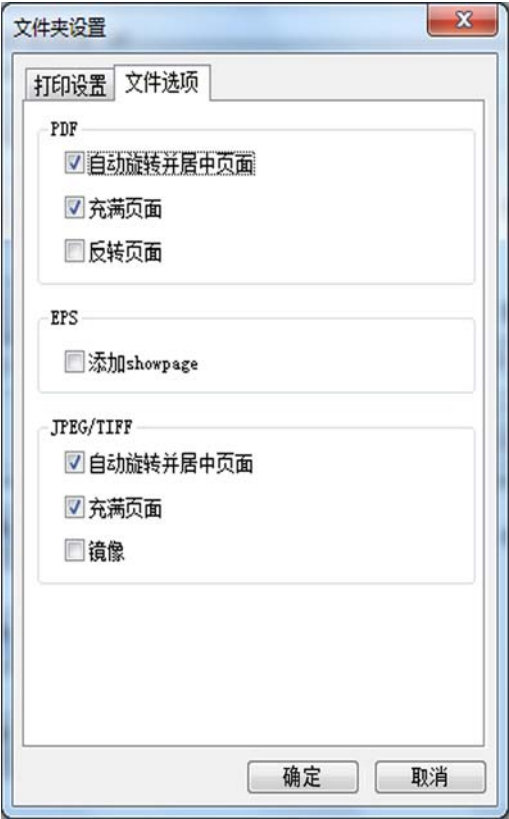 文件夹设置
打印设置 文件选项
PDF
自动旋转并居中页面
充满页面
反转页面
EPS
添加showpage
JPEG/TIFF
自动旋转并居中页面
充满页面
镜像
确定 取消